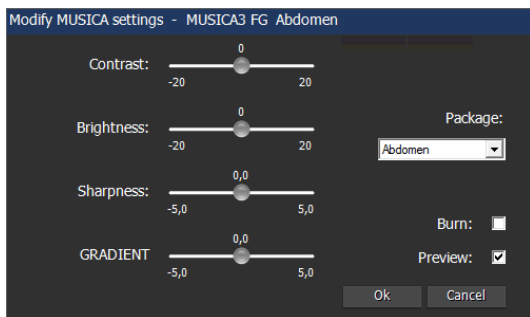 Modify MUSICA settings - MUSICA3 FG Abdomen
0
Contrast:
-20 20
0
Brightness:
-20 20
Package:
Abdomen
0,0
Sharpness:
-5,0 5,0
Burn:
0,0
GRADIENT
Preview:
-5,0 5,0
Ok Cancel